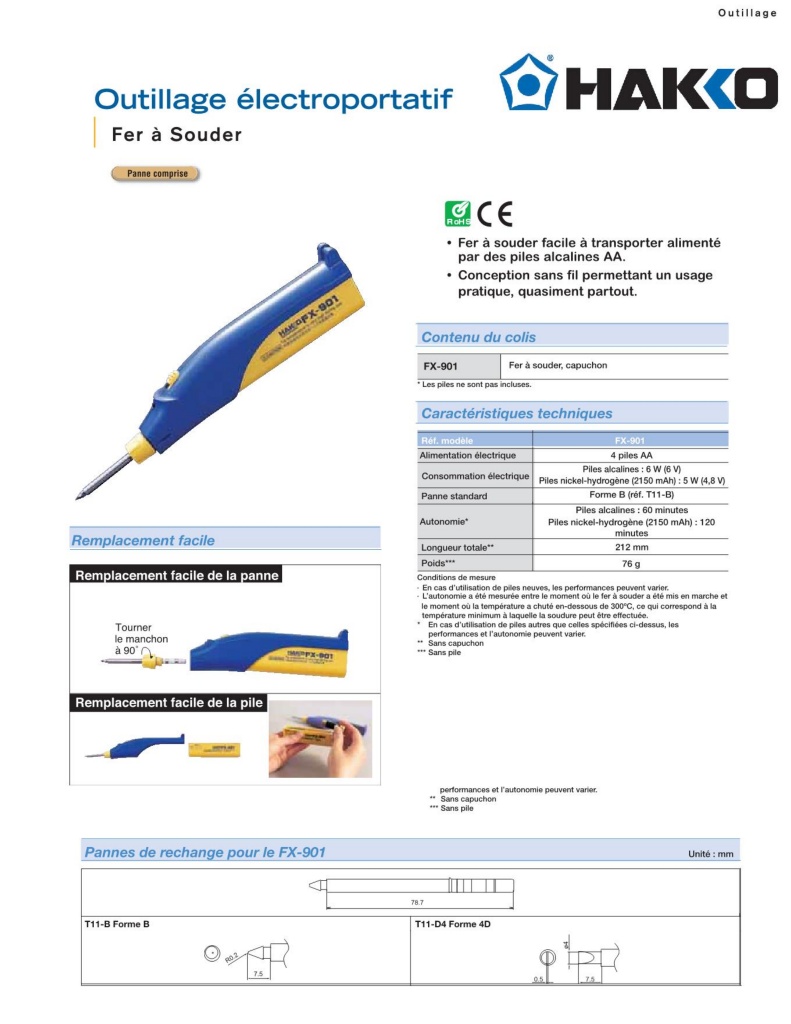 Outillage
HAKKO
®
Outillage électroportatif
Fer à Souder
Panne comprise
RoHS CE
• Fer à souder facile à transporter alimenté
par des piles alcalines AA.
• Conception sans fil permettant un usage
pratique, quasiment partout.
HAKKO FX-901
Contenu du colis
FX-901 Fer à souder, capuchon
* Les piles ne sont pas incluses.
Caractéristiques techniques
Réf. modèle FX-901
Alimentation électrique 4 piles AA
Consommation électrique Piles alcalines : 6 W (6 V)
Piles nickel-hydrogène (2150 mAh) : 5 W (4,8 V)
Panne standard Forme B (réf. T11-B)
Autonomie* Piles alcalines : 60 minutes
Piles nickel-hydrogène (2150 mAh) : 120
minutes
Longueur totale** 212 mm
Poids*** 76 g
Conditions de mesure
· En cas d'utilisation de piles neuves, les performances peuvent varier.
· L'autonomie a été mesurée entre le moment où le fer à souder a été mis en marche et
le moment où la température a chuté en-dessous de 300ºC, ce qui correspond à la
température minimum à laquelle la soudure peut être effectuée.
* En cas d'utilisation de piles autres que celles spécifiées ci-dessus, les
performances et l'autonomie peuvent varier.
** Sans capuchon
*** Sans pile
Remplacement facile
Remplacement facile de la panne
Tourner
le manchon
à 90˚
HAKKO FX-901
Remplacement facile de la pile
performances et l'autonomie peuvent varier.
** Sans capuchon
*** Sans pile
Pannes de rechange pour le FX-901 Unité : mm
78.7
T11-B Forme B
R0.2
7.5
T11-D4 Forme 4D
ø4
0.5
7.5